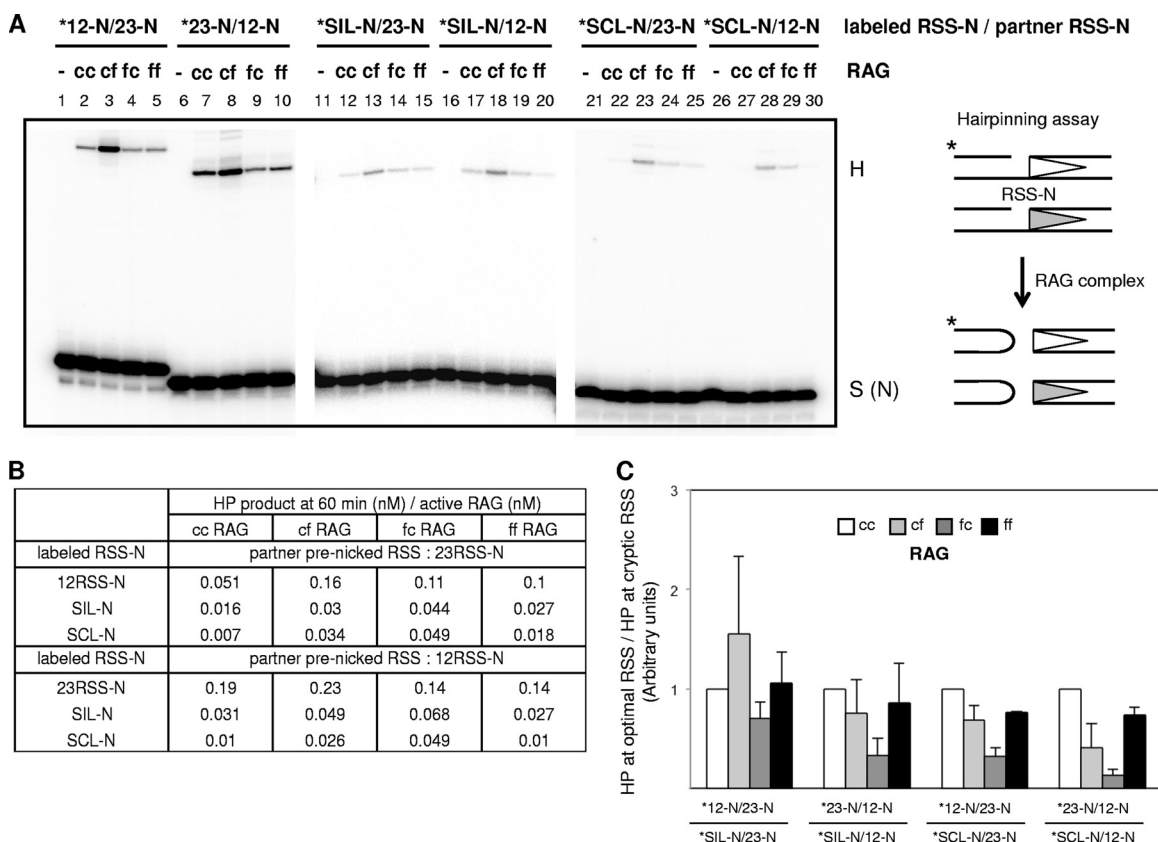 A
*12-N/23-N *23-N/12-N *SIL-N/23-N *SIL-N/12-N *SCL-N/23-N *SCL-N/12-N labeled RSS-N / partner RSS-N
- cc cf fc ff - cc cf fc ff - cc cf fc ff - cc cf fc ff - cc cf fc ff - cc cf fc ff RAG
1 2 3 4 5 6 7 8 9 10 11 12 13 14 15 16 17 18 19 20 21 22 23 24 25 26 27 28 29 30
H
S (N)
Hairpinning assay
*
RSS-N
RAG complex
*
B
HP product at 60 min (nM) / active RAG (nM)
cc RAG cf RAG fc RAG ff RAG
labeled RSS-N partner pre-nicked RSS : 23RSS-N
12RSS-N 0.051 0.16 0.11 0.1
SIL-N 0.016 0.03 0.044 0.027
SCL-N 0.007 0.034 0.049 0.018
labeled RSS-N partner pre-nicked RSS : 12RSS-N
23RSS-N 0.19 0.23 0.14 0.14
SIL-N 0.031 0.049 0.068 0.027
SCL-N 0.01 0.026 0.049 0.01
C
HP at optimal RSS / HP at cryptic RSS
(Arbitrary units)
3
2
1
cc cf fc ff
RAG
*12-N/23-N *23-N/12-N *12-N/23-N *23-N/12-N
*SIL-N/23-N *SIL-N/12-N *SCL-N/23-N *SCL-N/12-N